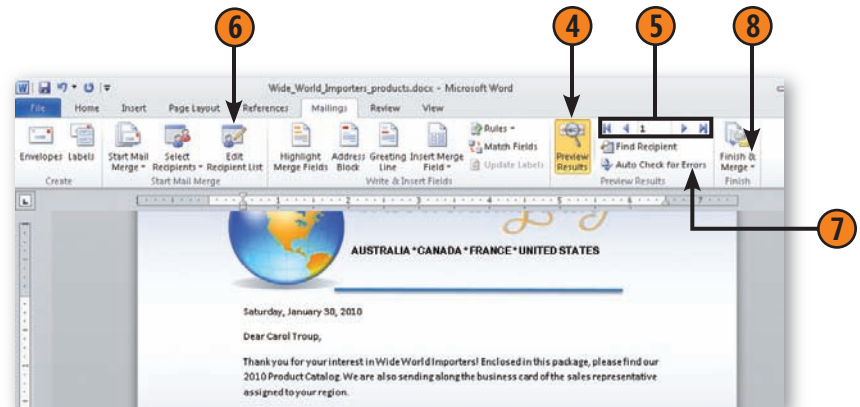 6 4 5 8
Wide_World_Importers_products.docx - Microsoft Word
File Home Insert Page Layout References Mailings Review View
Envelopes Labels Start Mail Merge Select Recipients Edit Recipient List Highlight Merge Fields Address Block Greeting Line Insert Merge Field Rules Match Fields Update Labels Preview Results 1 Find Recipient Auto Check for Errors Finish & Merge
Create Start Mail Merge Write & Insert Fields Preview Results Finish
7
AUSTRALIA * CANADA * FRANCE * UNITED STATES
Saturday, January 30, 2010
Dear Carol Troup,
Thank you for your interest in Wide World Importers! Enclosed in this package, please find our
2010 Product Catalog. We are also sending along the business card of the sales representative
assigned to your region.